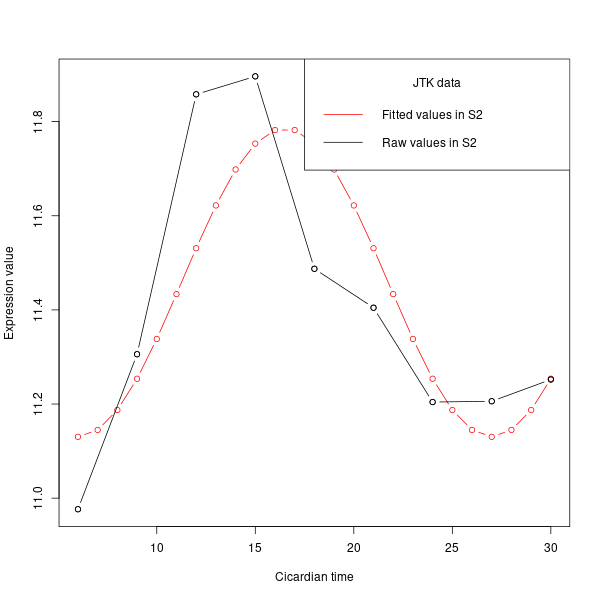 JTK data
Fitted values in S2
Raw values in S2
Expression value
11.8
11.6
11.4
11.2
11.0
10
15
20
25
30
Cicardian time